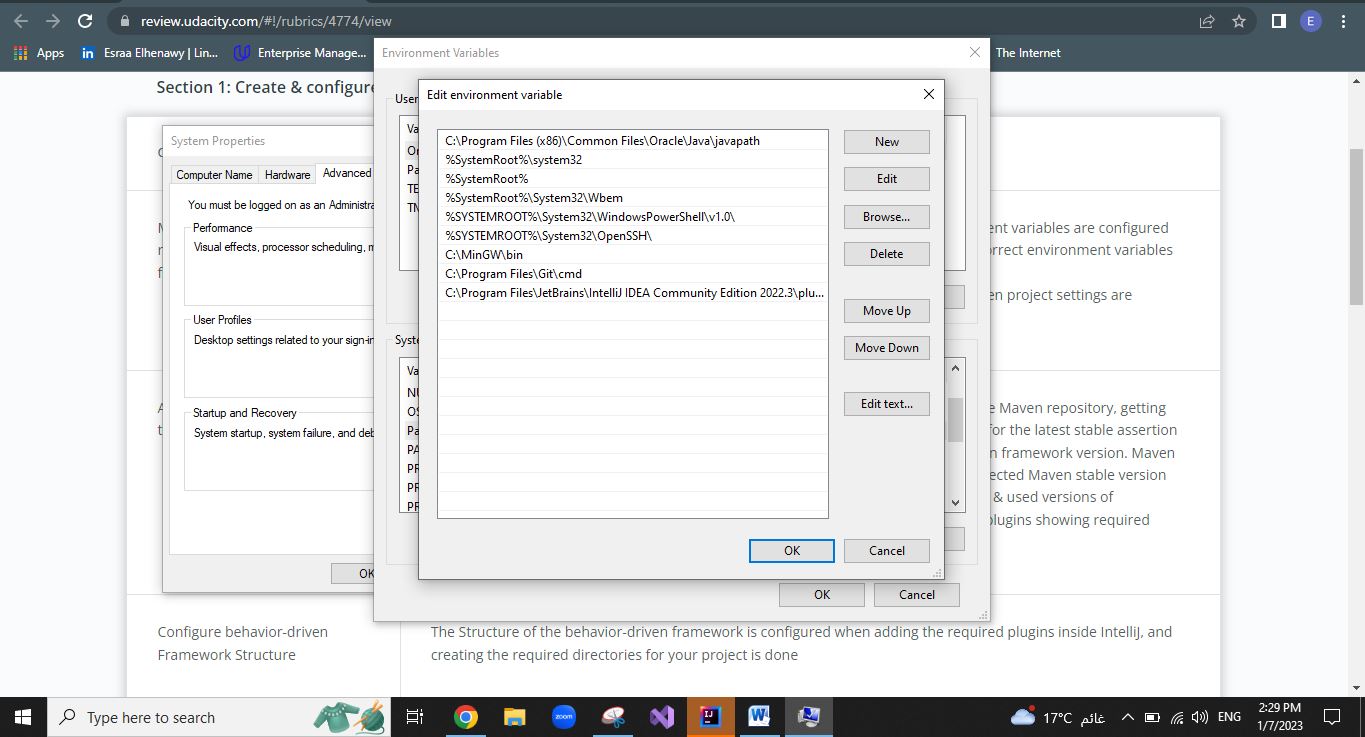 review.udacity.com/#!/rubrics/4774/view
E
Apps
Esraa Elhenawy | Lin...
Enterprise Manage...
The Internet
Section 1: Create & configure
Environment Variables
System Properties
Computer Name
Hardware
Advanced
You must be logged on as an Administra
Performance
Visual effects, processor scheduling, m
User Profiles
Desktop settings related to your sign-in
Startup and Recovery
System startup, system failure, and deb
OK
User
Va
Pa
TE
Syste
Va
NU
OS
Pa
PA
PR
PR
PR
Edit environment variable
C:\Program Files (x86)\Common Files\Oracle\Java\javapath
%SystemRoot%\system32
%SystemRoot%
%SystemRoot%\System32\Wbem
%SYSTEMROOT%\System32\WindowsPowerShell\v1.0\
%SYSTEMROOT%\System32\OpenSSH\
C:\MinGW\bin
C:\Program Files\Git\cmd
C:\Program Files\JetBrains\IntelliJ IDEA Community Edition 2022.3\plu...
New
Edit
Browse...
Delete
Move Up
Move Down
Edit text...
OK
Cancel
OK
Cancel
ent variables are configured
rrect environment variables
en project settings are
e Maven repository, getting
or the latest stable assertion
n framework version. Maven
ected Maven stable version
& used versions of
plugins showing required
Configure behavior-driven
Framework Structure
The Structure of the behavior-driven framework is configured when adding the required plugins inside IntelliJ, and
creating the required directories for your project is done
Type here to search
zoom
17°C غائم
ENG
2:29 PM
1/7/2023